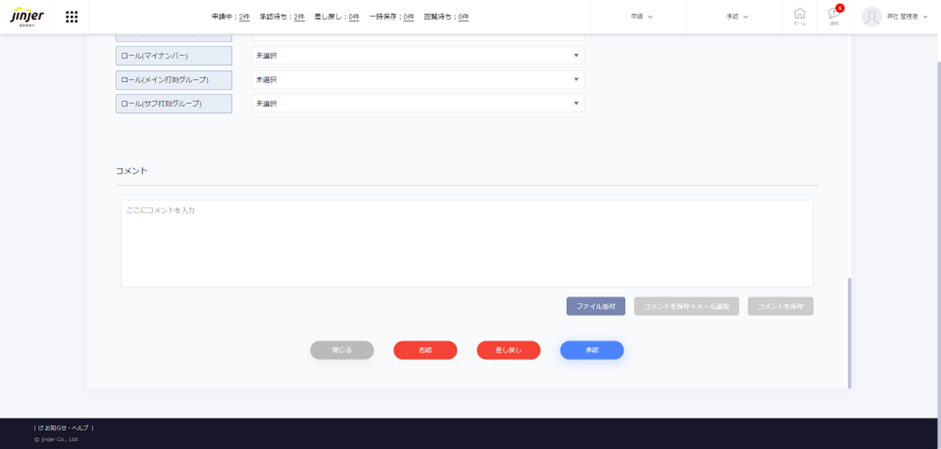 jinjer
ジンジャー
申請中：2件 承認待ち：2件 差し戻し：0件 一時保存：0件 回覧待ち：0件
申請
承認
ホーム
通知
6
弊社 管理者
ロール(マイナンバー)
未選択
ロール(メイン打刻グループ)
未選択
ロール(サブ打刻グループ)
未選択
コメント
ここにコメントを入力
ファイル添付
コメントを保存+メール通知
コメントを保存
閉じる
否認
差し戻し
承認
| お知らせ・ヘルプ |
© jinjer Co., Ltd.